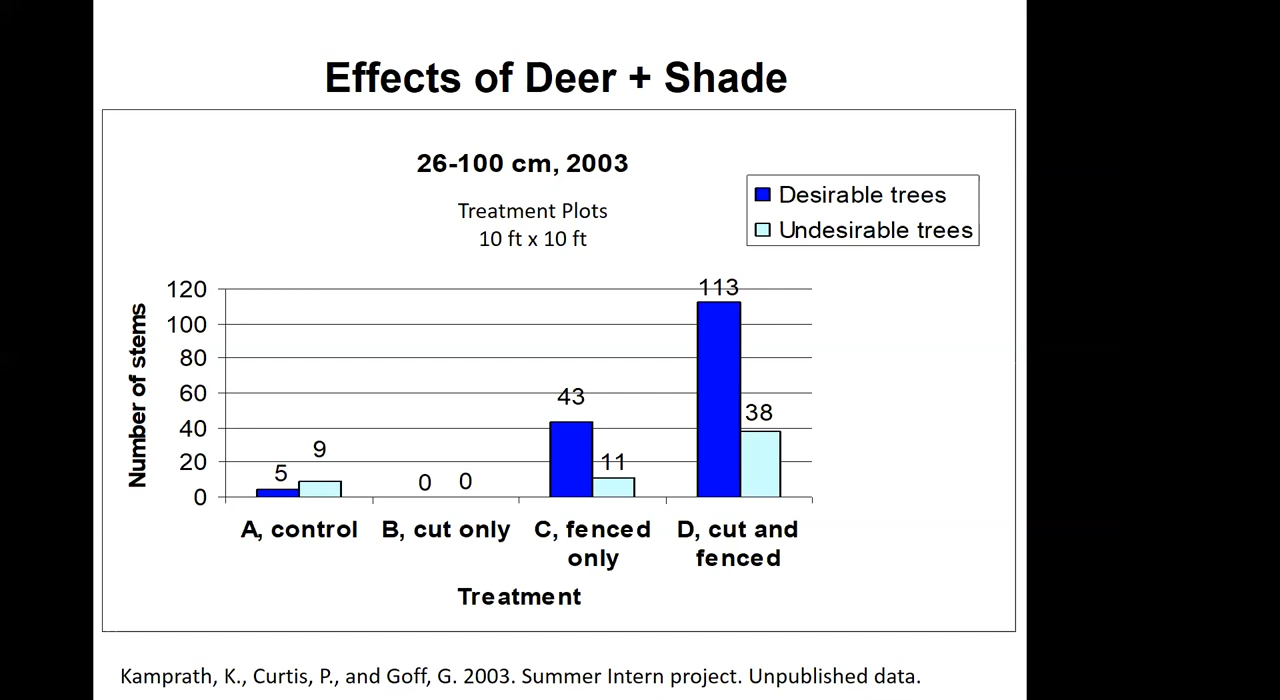 Effects of Deer + Shade
26-100 cm, 2003
Treatment Plots
10 ft x 10 ft
Desirable trees
Undesirable trees
Number of stems
120
100
80
60
40
20
0
5
9
0
0
43
11
113
38
A, control
B, cut only
C, fenced
only
D, cut and
fenced
Treatment
Kamprath, K., Curtis, P., and Goff, G. 2003. Summer Intern project. Unpublished data.